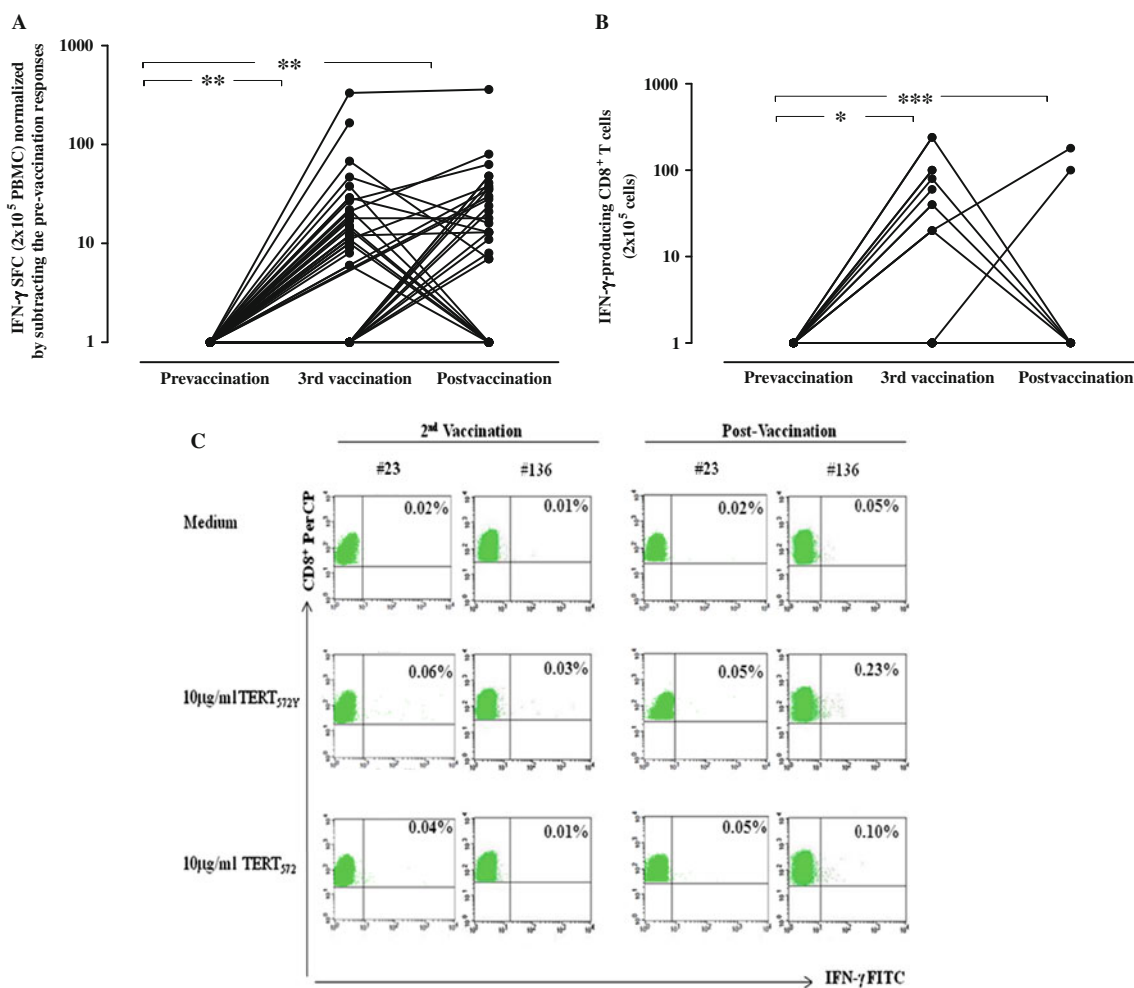 A
IFN-γ SFC (2x10⁵ PBMC) normalized
by subtracting the pre-vaccination responses
1000
100
10
1
**
**
Prevaccination
3rd vaccination
Postvaccination
B
IFN-γ-producing CD8⁺ T cells
(2x10⁵ cells)
1000
100
10
1
***
*
Prevaccination
3rd vaccination
Postvaccination
C
2nd Vaccination
Post-Vaccination
#23
#136
#23
#136
CD8⁺ PerCP
Medium
0.02%
0.01%
0.02%
0.05%
10µg/ml TERT572Y
0.06%
0.03%
0.05%
0.23%
10µg/ml TERT572
0.04%
0.01%
0.05%
0.10%
IFN-γ FITC